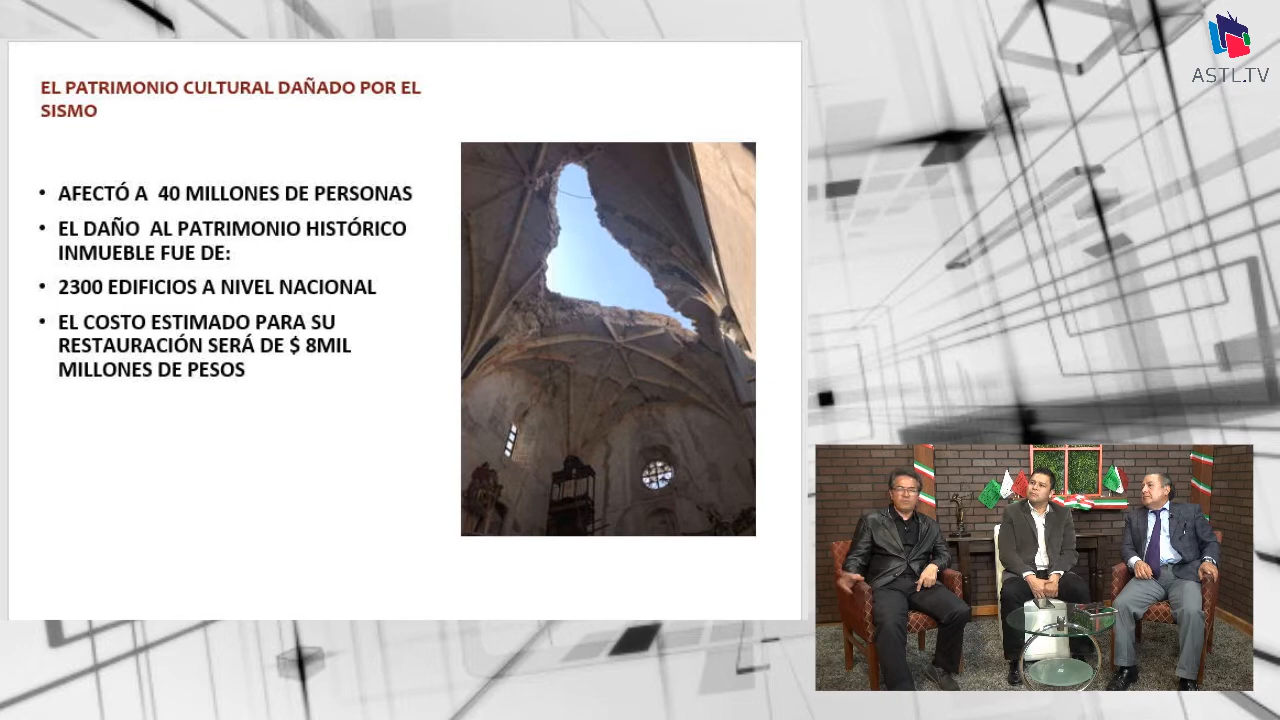 EL PATRIMONIO CULTURAL DAÑADO POR EL
SISMO
• AFECTÓ A 40 MILLONES DE PERSONAS
• EL DAÑO AL PATRIMONIO HISTÓRICO
INMUEBLE FUE DE:
• 2300 EDIFICIOS A NIVEL NACIONAL
• EL COSTO ESTIMADO PARA SU
RESTAURACIÓN SERÁ DE $ 8MIL
MILLONES DE PESOS
ASTL.TV